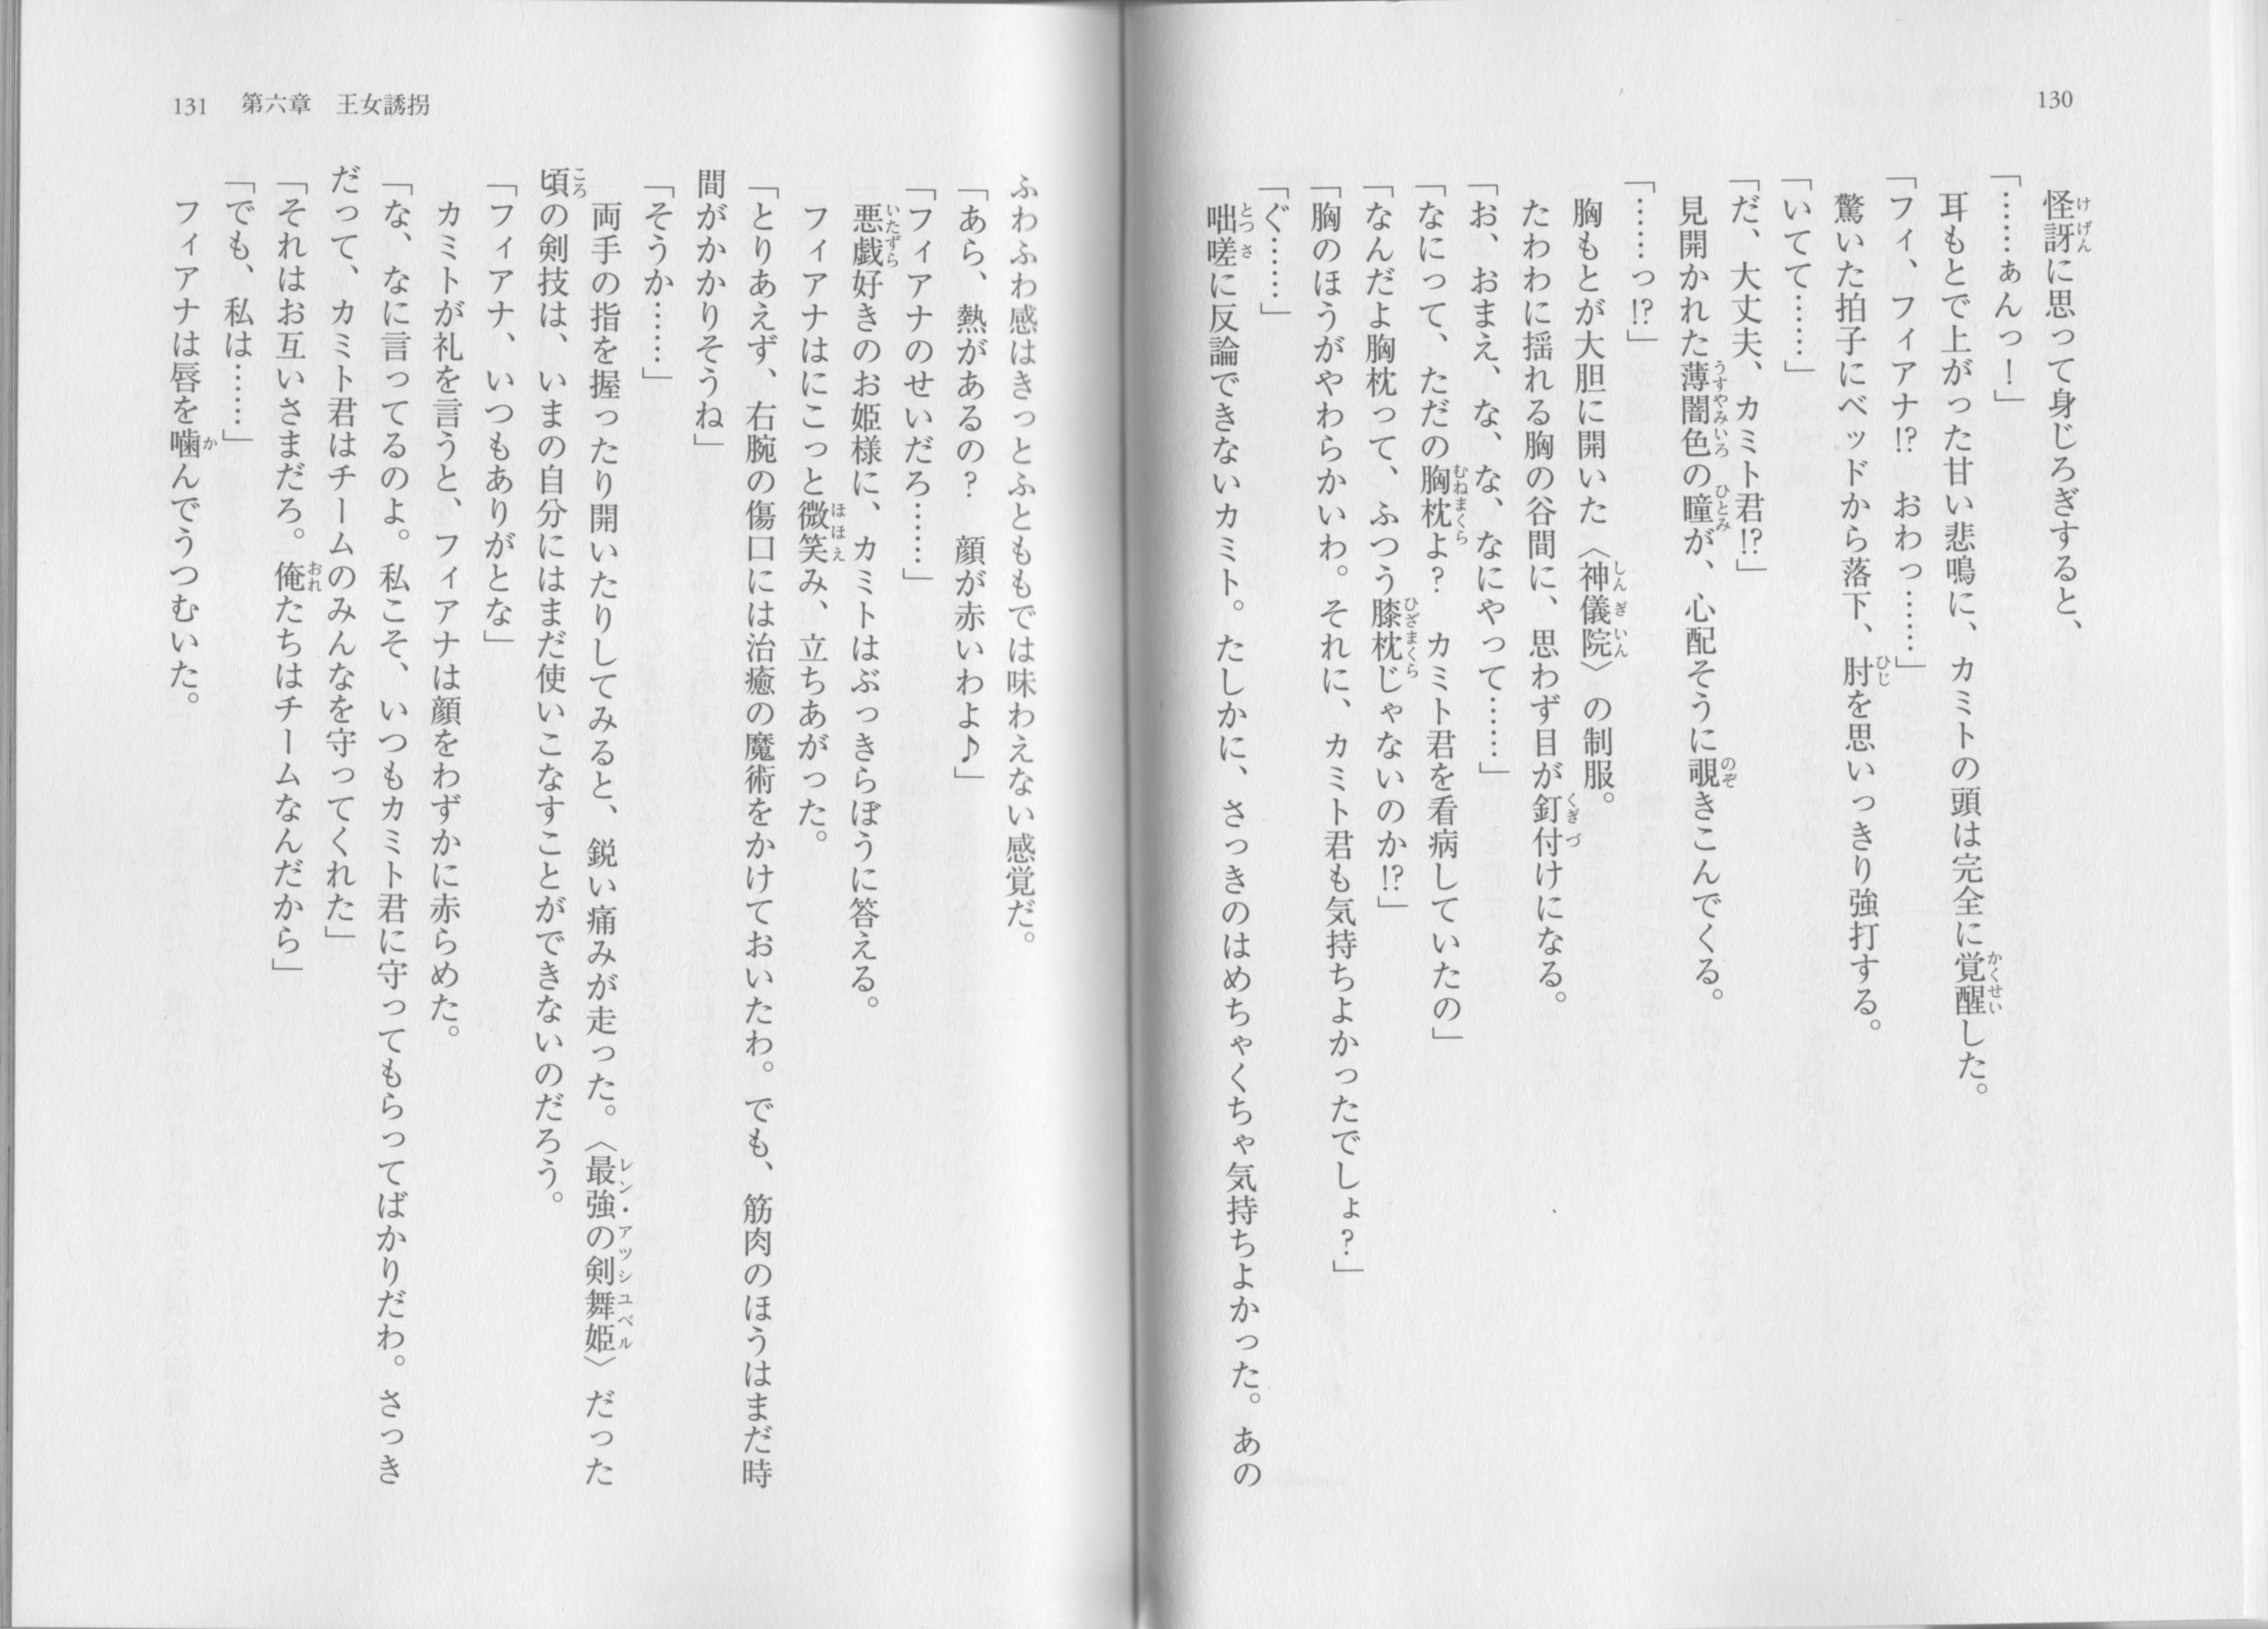 130
怪訝に思って身じろぎすると、
「……ぁんっ！」
耳もとで上がった甘い悲鳴に、カミトの頭は完全に覚醒した。
「フィ、フィアナ!?　おわっ……」
驚いた拍子にベッドから落下、肘を思いっきり強打する。
「いてて……」
「だ、大丈夫、カミト君!?」
見開かれた薄闇色の瞳が、心配そうに覗きこんでくる。
「……っ!?」
胸もとが大胆に開いた〈神儀院〉の制服。
たわわに揺れる胸の谷間に、思わず目が釘付けになる。
「お、おまえ、な、な、なにやって……」
「なにって、ただの胸枕よ？　カミト君を看病していたの」
「なんだよ胸枕って、ふつう膝枕じゃないのか!?」
「胸のほうがやわらかいわ。それに、カミト君も気持ちよかったでしょ？」
「ぐ……」
咄嗟に反論できないカミト。たしかに、さっきのはめちゃくちゃ気持ちよかった。あの
131　第六章　王女誘拐
ふわふわ感はきっとふとももでは味わえない感覚だ。
「あら、熱があるの？　顔が赤いわよ♪」
「フィアナのせいだろ……」
悪戯好きのお姫様に、カミトはぶっきらぼうに答える。
フィアナはにこっと微笑み、立ちあがった。
「とりあえず、右腕の傷口には治癒の魔術をかけておいたわ。でも、筋肉のほうはまだ時
間がかかりそうね」
「そうか……」
両手の指を握ったり開いたりしてみると、鋭い痛みが走った。〈最強の剣舞姫〉だった
頃の剣技は、いまの自分にはまだ使いこなすことができないのだろう。
「フィアナ、いつもありがとな」
カミトが礼を言うと、フィアナは顔をわずかに赤らめた。
「な、なに言ってるのよ。私こそ、いつもカミト君に守ってもらってばかりだわ。さっき
だって、カミト君はチームのみんなを守ってくれた」
「それはお互いさまだろ。俺たちはチームなんだから」
「でも、私は……」
フィアナは唇を噛んでうつむいた。